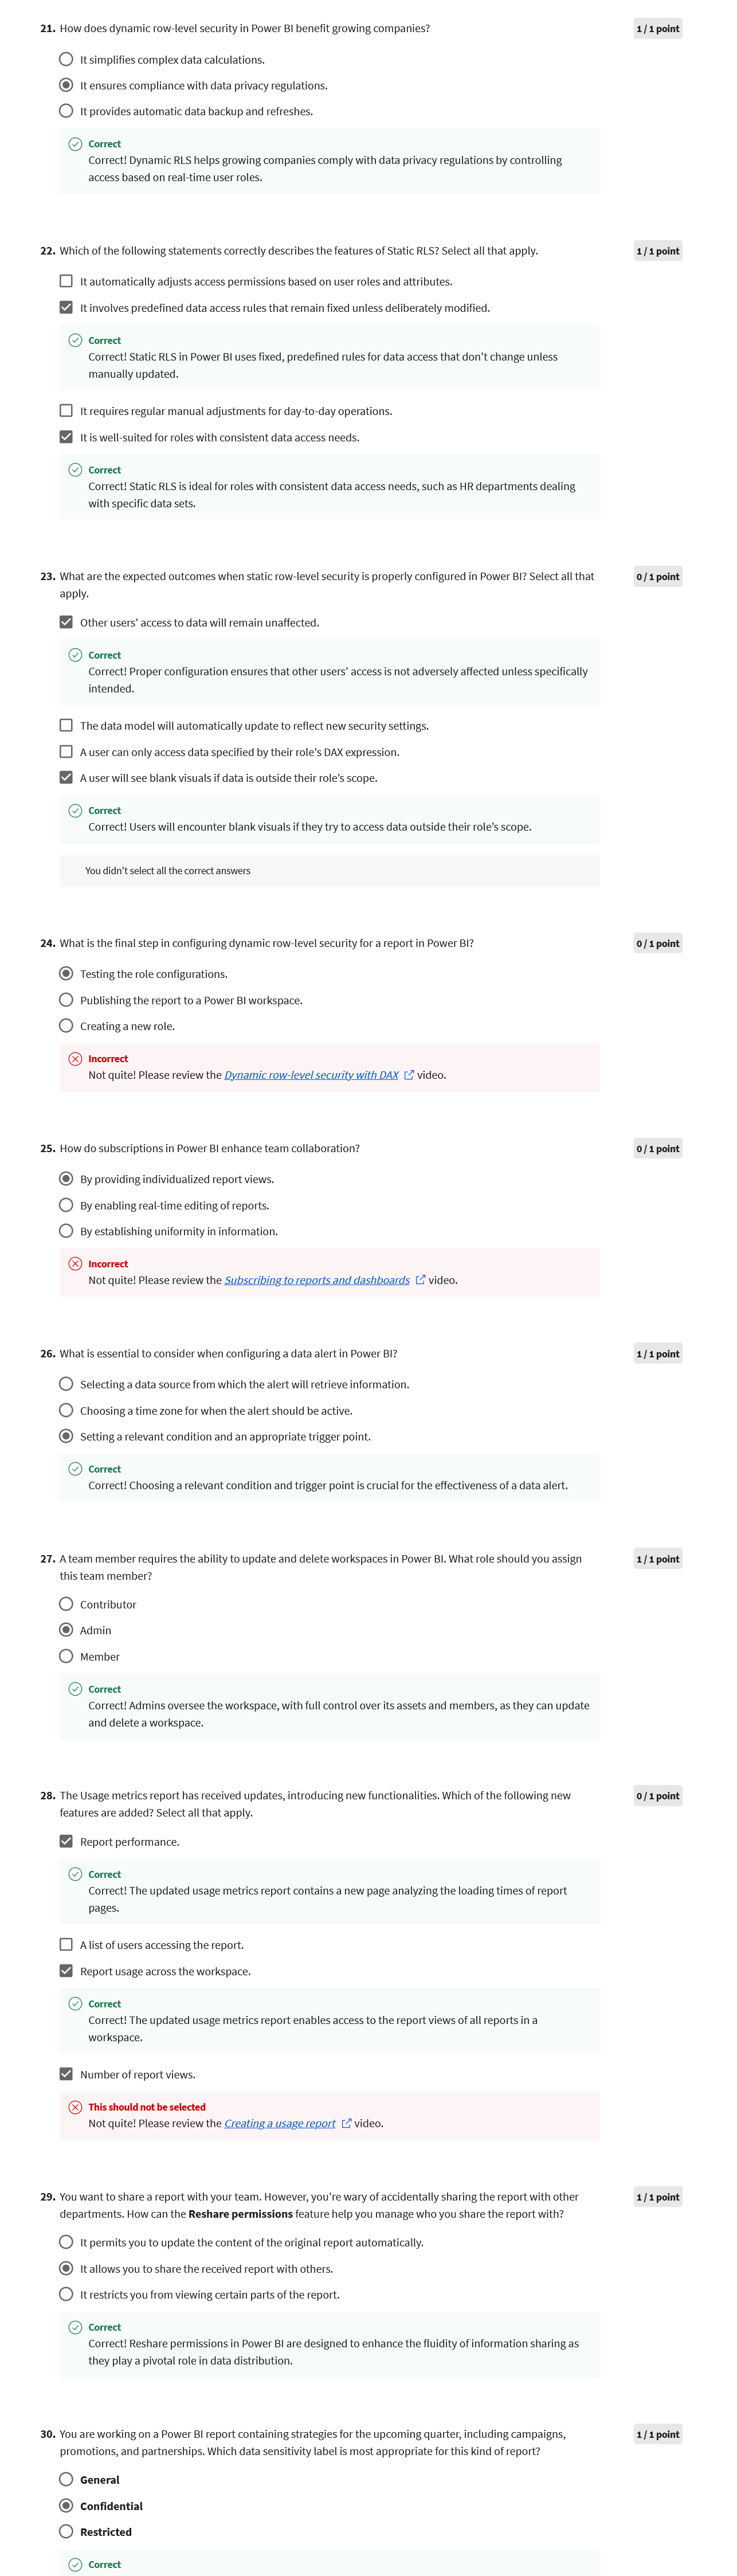 21. How does dynamic row-level security in Power BI benefit growing companies?
1 / 1 point
It simplifies complex data calculations.
It ensures compliance with data privacy regulations.
It provides automatic data backup and refreshes.
Correct
Correct! Dynamic RLS helps growing companies comply with data privacy regulations by controlling
access based on real-time user roles.
22. Which of the following statements correctly describes the features of Static RLS? Select all that apply.
1 / 1 point
It automatically adjusts access permissions based on user roles and attributes.
It involves predefined data access rules that remain fixed unless deliberately modified.
Correct
Correct! Static RLS in Power BI uses fixed, predefined rules for data access that don't change unless
manually updated.
It requires regular manual adjustments for day-to-day operations.
It is well-suited for roles with consistent data access needs.
Correct
Correct! Static RLS is ideal for roles with consistent data access needs, such as HR departments dealing
with specific data sets.
23. What are the expected outcomes when static row-level security is properly configured in Power BI? Select all that
apply.
0 / 1 point
Other users' access to data will remain unaffected.
Correct
Correct! Proper configuration ensures that other users' access is not adversely affected unless specifically
intended.
The data model will automatically update to reflect new security settings.
A user can only access data specified by their role's DAX expression.
A user will see blank visuals if data is outside their role’s scope.
Correct
Correct! Users will encounter blank visuals if they try to access data outside their role’s scope.
You didn't select all the correct answers
24. What is the final step in configuring dynamic row-level security for a report in Power BI?
0 / 1 point
Testing the role configurations.
Publishing the report to a Power BI workspace.
Creating a new role.
Incorrect
Not quite! Please review the Dynamic row-level security with DAX video.
25. How do subscriptions in Power BI enhance team collaboration?
0 / 1 point
By providing individualized report views.
By enabling real-time editing of reports.
By establishing uniformity in information.
Incorrect
Not quite! Please review the Subscribing to reports and dashboards video.
26. What is essential to consider when configuring a data alert in Power BI?
1 / 1 point
Selecting a data source from which the alert will retrieve information.
Choosing a time zone for when the alert should be active.
Setting a relevant condition and an appropriate trigger point.
Correct
Correct! Choosing a relevant condition and trigger point is crucial for the effectiveness of a data alert.
27. A team member requires the ability to update and delete workspaces in Power BI. What role should you assign
this team member?
1 / 1 point
Contributor
Admin
Member
Correct
Correct! Admins oversee the workspace, with full control over its assets and members, as they can update
and delete a workspace.
28. The Usage metrics report has received updates, introducing new functionalities. Which of the following new
features are added? Select all that apply.
0 / 1 point
Report performance.
Correct
Correct! The updated usage metrics report contains a new page analyzing the loading times of report
pages.
A list of users accessing the report.
Report usage across the workspace.
Correct
Correct! The updated usage metrics report enables access to the report views of all reports in a
workspace.
Number of report views.
This should not be selected
Not quite! Please review the Creating a usage report video.
29. You want to share a report with your team. However, you're wary of accidentally sharing the report with other
departments. How can the Reshare permissions feature help you manage who you share the report with?
1 / 1 point
It permits you to update the content of the original report automatically.
It allows you to share the received report with others.
It restricts you from viewing certain parts of the report.
Correct
Correct! Reshare permissions in Power BI are designed to enhance the fluidity of information sharing as
they play a pivotal role in data distribution.
30. You are working on a Power BI report containing strategies for the upcoming quarter, including campaigns,
promotions, and partnerships. Which data sensitivity label is most appropriate for this kind of report?
1 / 1 point
General
Confidential
Restricted
Correct